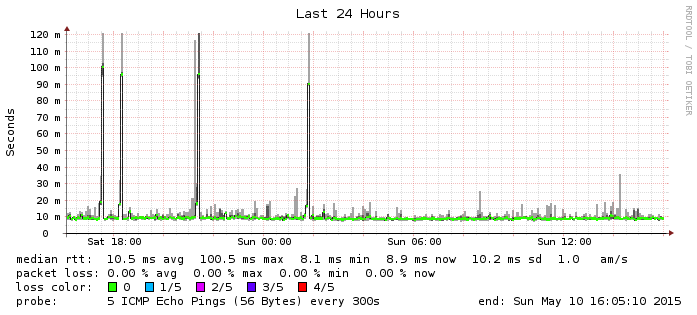 Last 24 Hours
RRDTOOL / TOBI OETIKER
Seconds
120 m
110 m
100 m
90 m
80 m
70 m
60 m
50 m
40 m
30 m
20 m
10 m
0
Sat 18:00 Sun 00:00 Sun 06:00 Sun 12:00
median rtt: 10.5 ms avg 100.5 ms max 8.1 ms min 8.9 ms now 10.2 ms sd 1.0 am/s
packet loss: 0.00 % avg 0.00 % max 0.00 % min 0.00 % now
loss color: 0 1/5 2/5 3/5 4/5
probe: 5 ICMP Echo Pings (56 Bytes) every 300s end: Sun May 10 16:05:10 2015